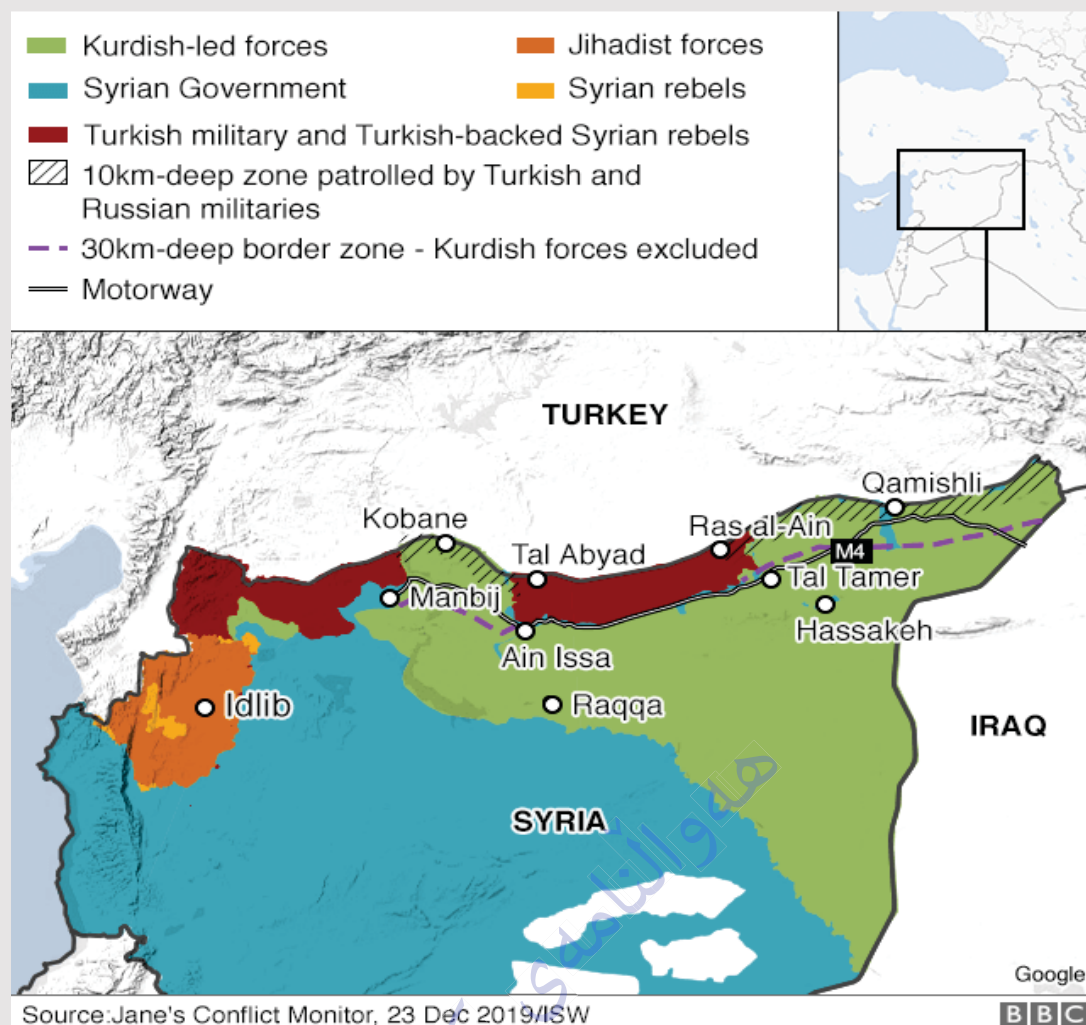 Kurdish-led forces
Jihadist forces
Syrian Government
Syrian rebels
Turkish military and Turkish-backed Syrian rebels
10km-deep zone patrolled by Turkish and
Russian militaries
30km-deep border zone - Kurdish forces excluded
Motorway
TURKEY
Qamishli
Kobane
Ras al-Ain
Tal Abyad
M4
Manbij
Tal Tamer
Hassakeh
Ain Issa
Idlib
Raqqa
IRAQ
SYRIA
Google
Source:Jane's Conflict Monitor, 23 Dec 2019/ISW
BBC